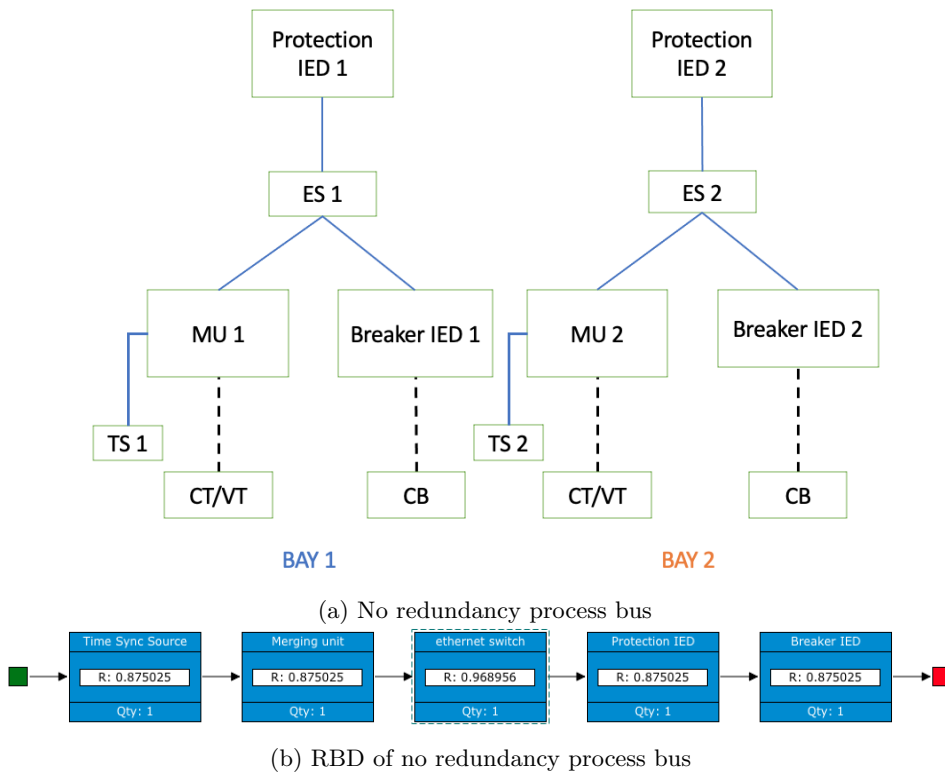 Protection
IED 1
Protection
IED 2
ES 1
ES 2
MU 1
Breaker IED 1
MU 2
Breaker IED 2
TS 1
TS 2
CT/VT
CB
CT/VT
CB
BAY 1
BAY 2
(a) No redundancy process bus
Time Sync Source
Merging unit
ethernet switch
Protection IED
Breaker IED
R: 0.875025
R: 0.875025
R: 0.968956
R: 0.875025
R: 0.875025
Qty: 1
Qty: 1
Qty: 1
Qty: 1
Qty: 1
(b) RBD of no redundancy process bus